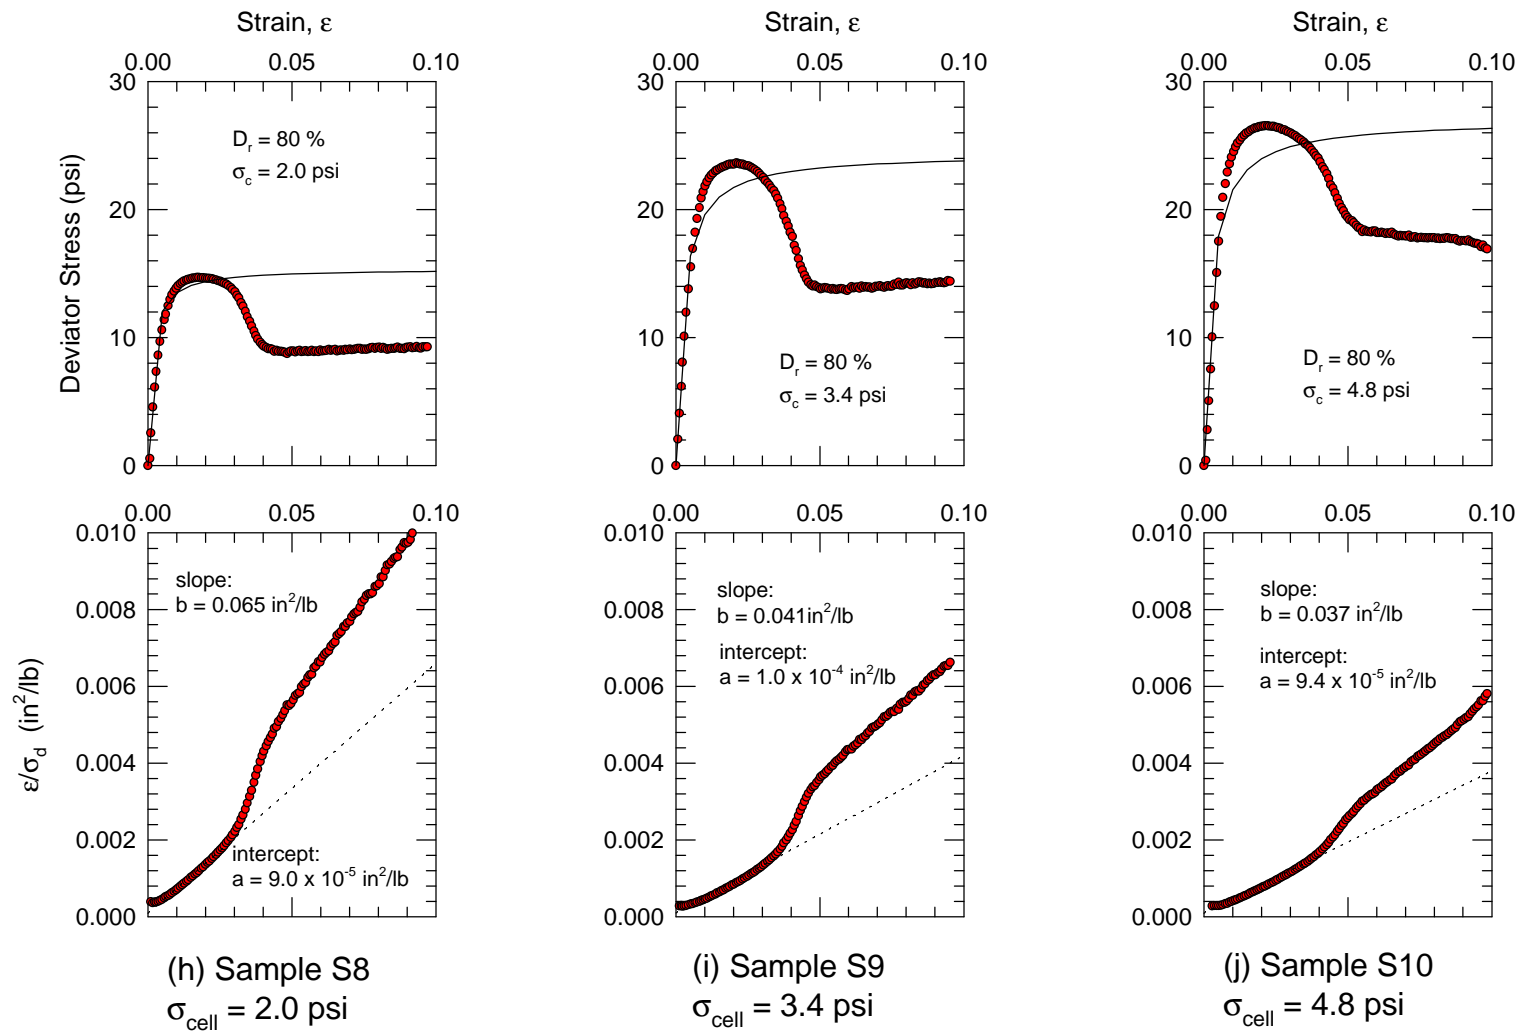 Strain, ε
0.00 0.05 0.10
30
20
10
0
Deviator Stress (psi)
D_r = 80 %
σ_c = 2.0 psi
Strain, ε
0.00 0.05 0.10
30
20
10
0
D_r = 80 %
σ_c = 3.4 psi
Strain, ε
0.00 0.05 0.10
30
20
10
0
D_r = 80 %
σ_c = 4.8 psi
0.00 0.05 0.10
0.010
0.008
0.006
0.004
0.002
0.000
ε/σ_d (in²/lb)
slope:
b = 0.065 in²/lb
intercept:
a = 9.0 x 10⁻⁵ in²/lb
(h) Sample S8
σ_cell = 2.0 psi
0.00 0.05 0.10
0.010
0.008
0.006
0.004
0.002
0.000
slope:
b = 0.041in²/lb
intercept:
a = 1.0 x 10⁻⁴ in²/lb
(i) Sample S9
σ_cell = 3.4 psi
0.00 0.05 0.10
0.010
0.008
0.006
0.004
0.002
0.000
slope:
b = 0.037 in²/lb
intercept:
a = 9.4 x 10⁻⁵ in²/lb
(j) Sample S10
σ_cell = 4.8 psi